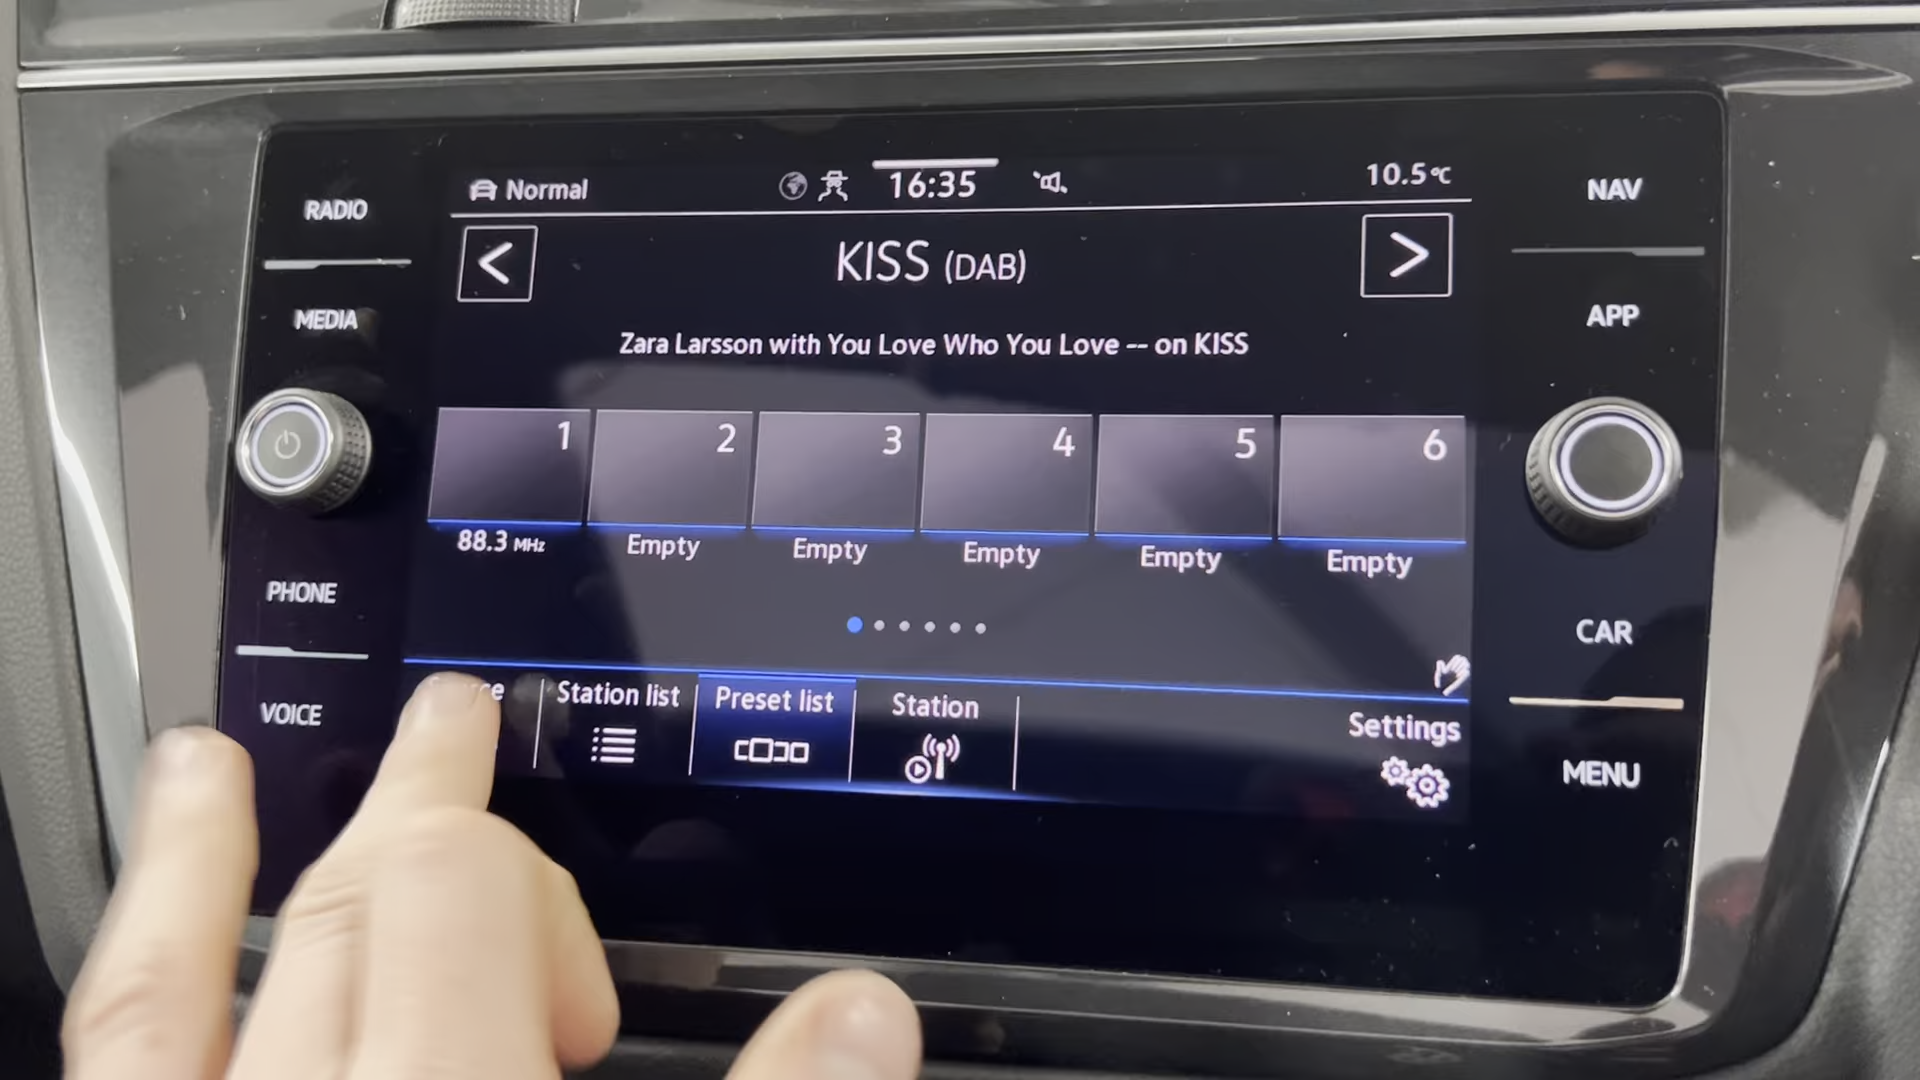 Normal
16:35
10.5°C
RADIO
NAV
KISS (DAB)
MEDIA
APP
Zara Larsson with You Love Who You Love -- on KISS
1
2
3
4
5
6
88.3 MHz
Empty
Empty
Empty
Empty
Empty
PHONE
CAR
VOICE
Station list
Preset list
Station
Settings
MENU